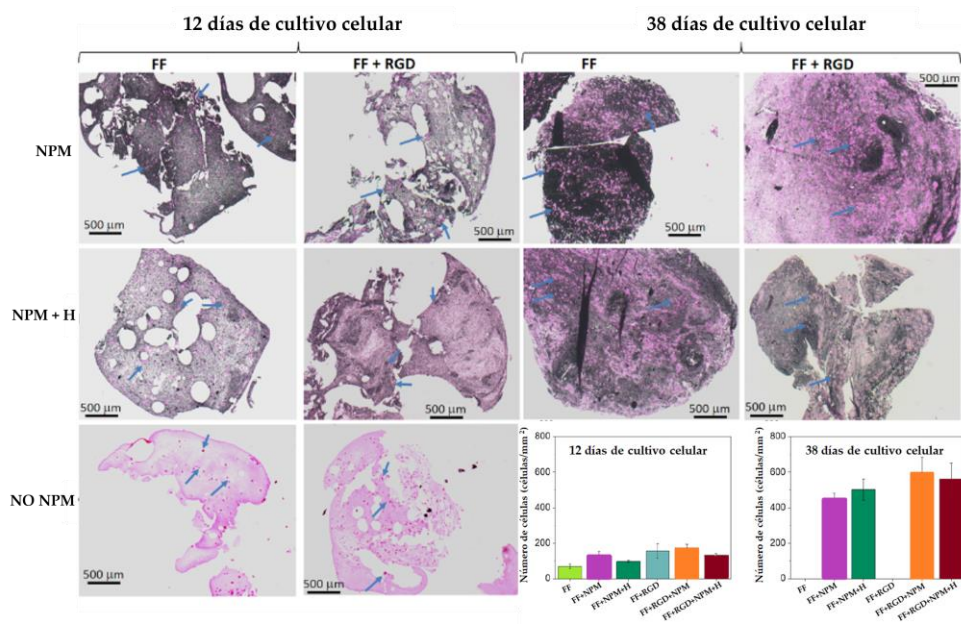 12 días de cultivo celular
38 días de cultivo celular
FF
FF + RGD
FF
FF + RGD
NPM
500 µm
500 µm
500 µm
500 µm
NPM + H
500 µm
500 µm
500 µm
500 µm
NO NPM
500 µm
500 µm
12 días de cultivo celular
Número de células (células/mm²)
800
600
400
200
0
FF
FF+NPM
FF+NPM+H
FF+RGD
FF+RGD+NPM
FF+RGD+NPM+H
38 días de cultivo celular
Número de células (células/mm²)
800
600
400
200
0
FF
FF+NPM
FF+NPM+H
FF+RGD
FF+RGD+NPM
FF+RGD+NPM+H